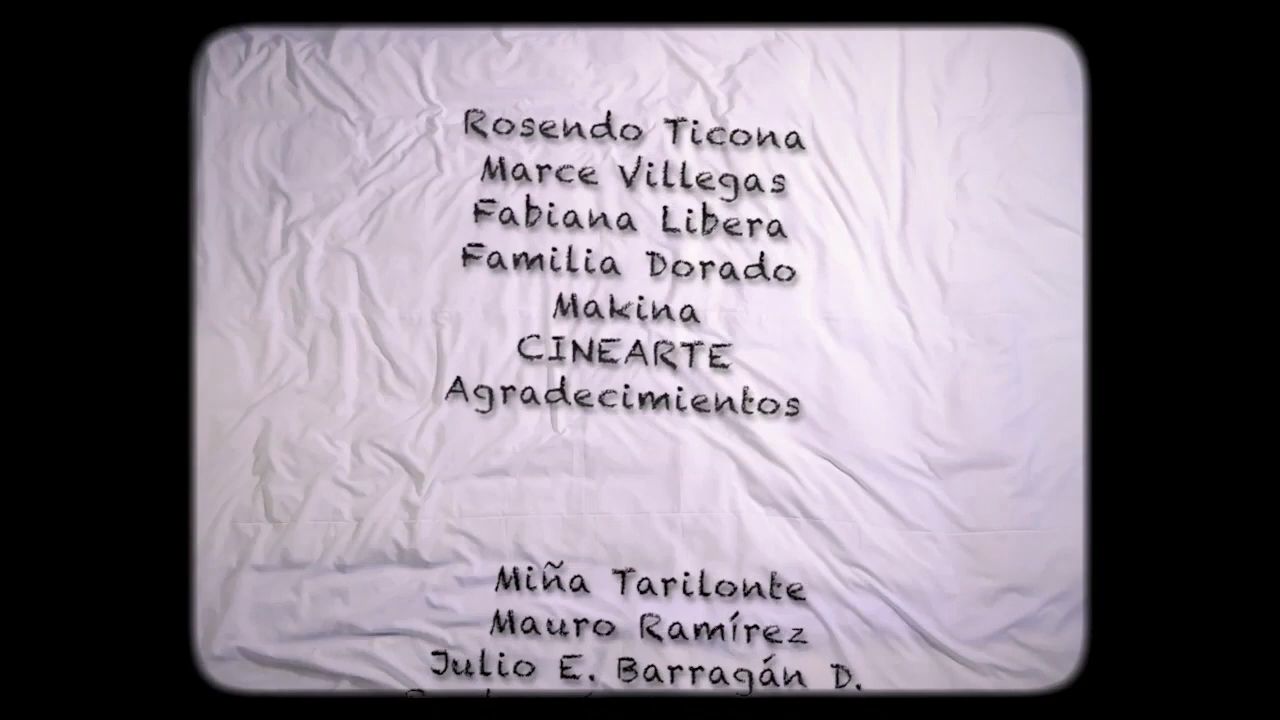 Rosendo Ticona
Marce Villegas
Fabiana Libera
Familia Dorado
Makina
CINEARTE
Agradecimientos
Miña Tarilonte
Mauro Ramírez
Julio E. Barragán D.